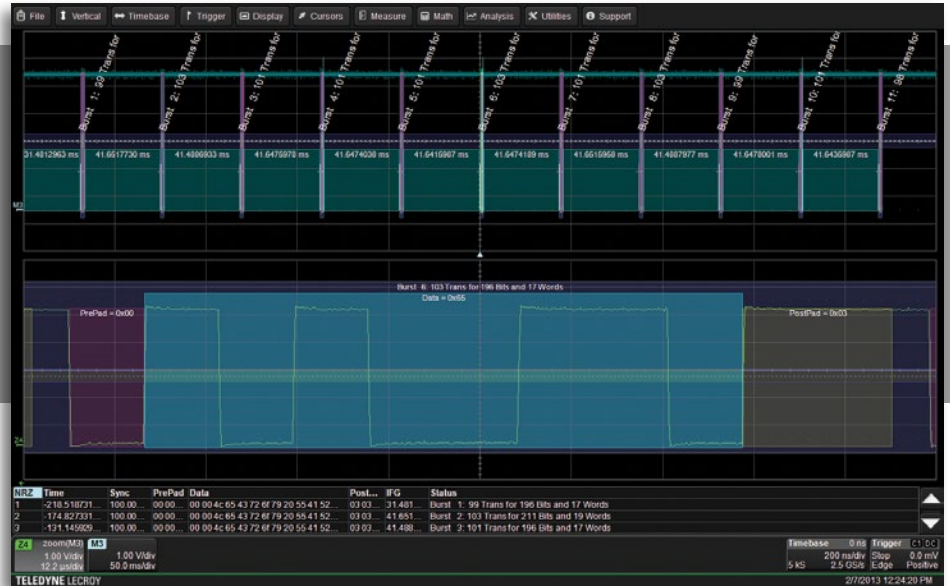 File Vertical Timebase Trigger Display Cursors Measure Math Analysis Utilities Support
Burst 1: 99 Trans for
Burst 2: 103 Trans for
Burst 3: 101 Trans for
Burst 4: 101 Trans for
Burst 5: 101 Trans for
Burst 6: 103 Trans for
Burst 7: 101 Trans for
Burst 8: 103 Trans for
Burst 9: 99 Trans for
Burst 10: 101 Trans for
Burst 11: 98 Trans for
31.4812963 ms 41.6517730 ms 41.4886933 ms 41.6475978 ms 41.6474038 ms 41.6415987 ms 41.6474189 ms 41.6515958 ms 41.4887977 ms 41.6478001 ms 41.6436987 ms
M3
Burst 6: 103 Trans for 196 Bits and 17 Words
Data = 0x65
PrePad = 0x00
PostPad = 0x03
Z4
NRZ Time Sync PrePad Data Post... IFG Status
1 -218.518731... 100.00... 00 00... 00 00 4c 65 43 72 6f 79 20 55 41 52... 03 03... 31.481... Burst 1: 99 Trans for 196 Bits and 17 Words
2 -174.827331... 100.00... 00 00... 00 00 4c 65 43 72 6f 79 20 55 41 52... 03 03... 41.651... Burst 2: 103 Trans for 211 Bits and 19 Words
3 -131.145929... 100.00... 00 00... 00 00 4c 65 43 72 6f 79 20 55 41 52... 03 03... 41.488... Burst 3: 101 Trans for 196 Bits and 17 Words
Z4 zoom(M3) M3
1.00 V/div 1.00 V/div
12.2 µs/div 50.0 ms/div
Timebase 0 ns Trigger C1 DC
200 ns/div Stop 0.0 mV
5 kS 2.5 GS/s Edge Positive
TELEDYNE LECROY
2/7/2013 12:24:20 PM